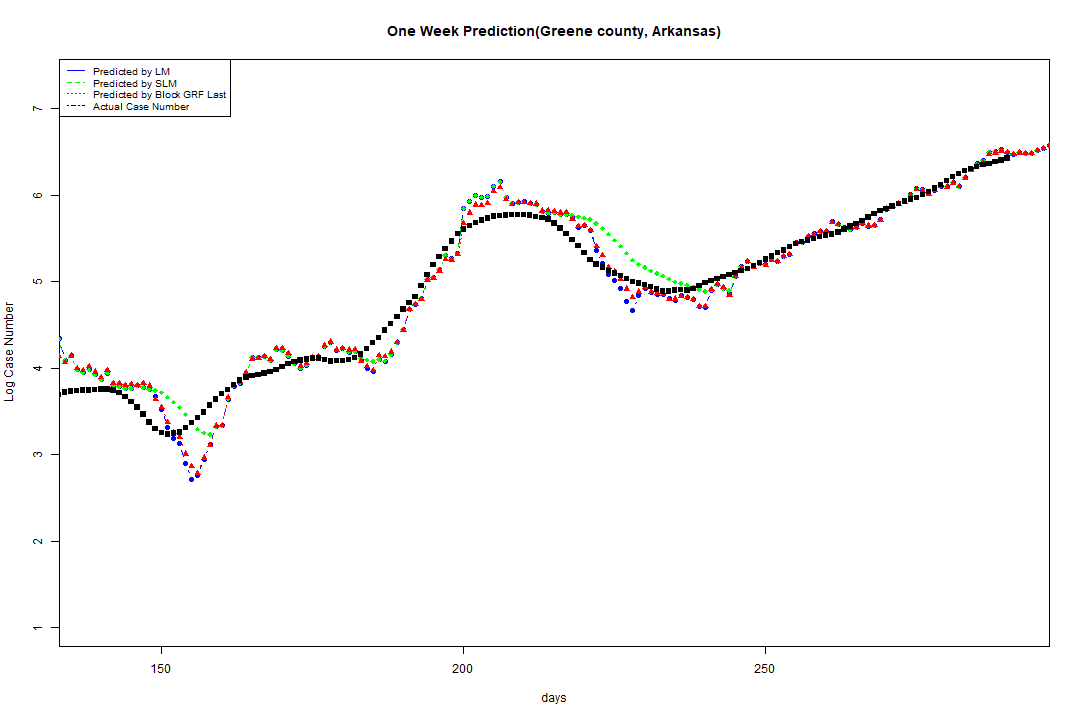 One Week Prediction(Greene county, Arkansas)
Predicted by LM
Predicted by SLM
Predicted by Block GRF Last
Actual Case Number
7
6
5
4
3
2
1
Log Case Number
150 200 250
days